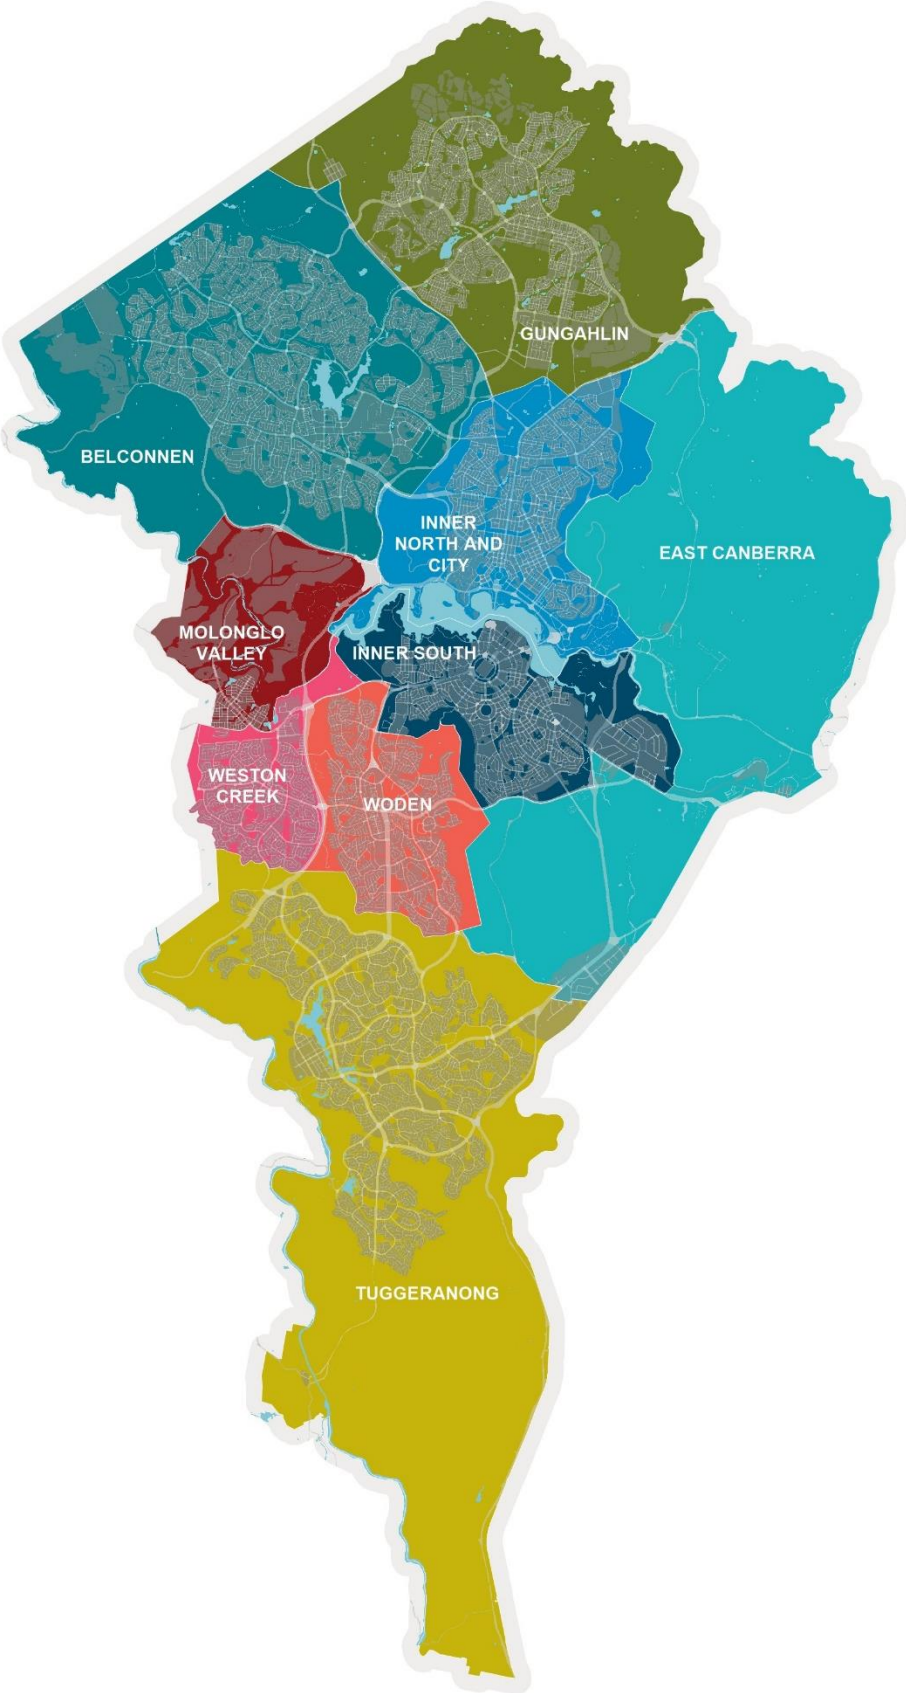 GUNGAHLIN
BELCONNEN
INNER
NORTH AND
CITY
EAST CANBERRA
MOLONGLO
VALLEY
INNER SOUTH
WESTON
CREEK
WODEN
TUGGERANONG